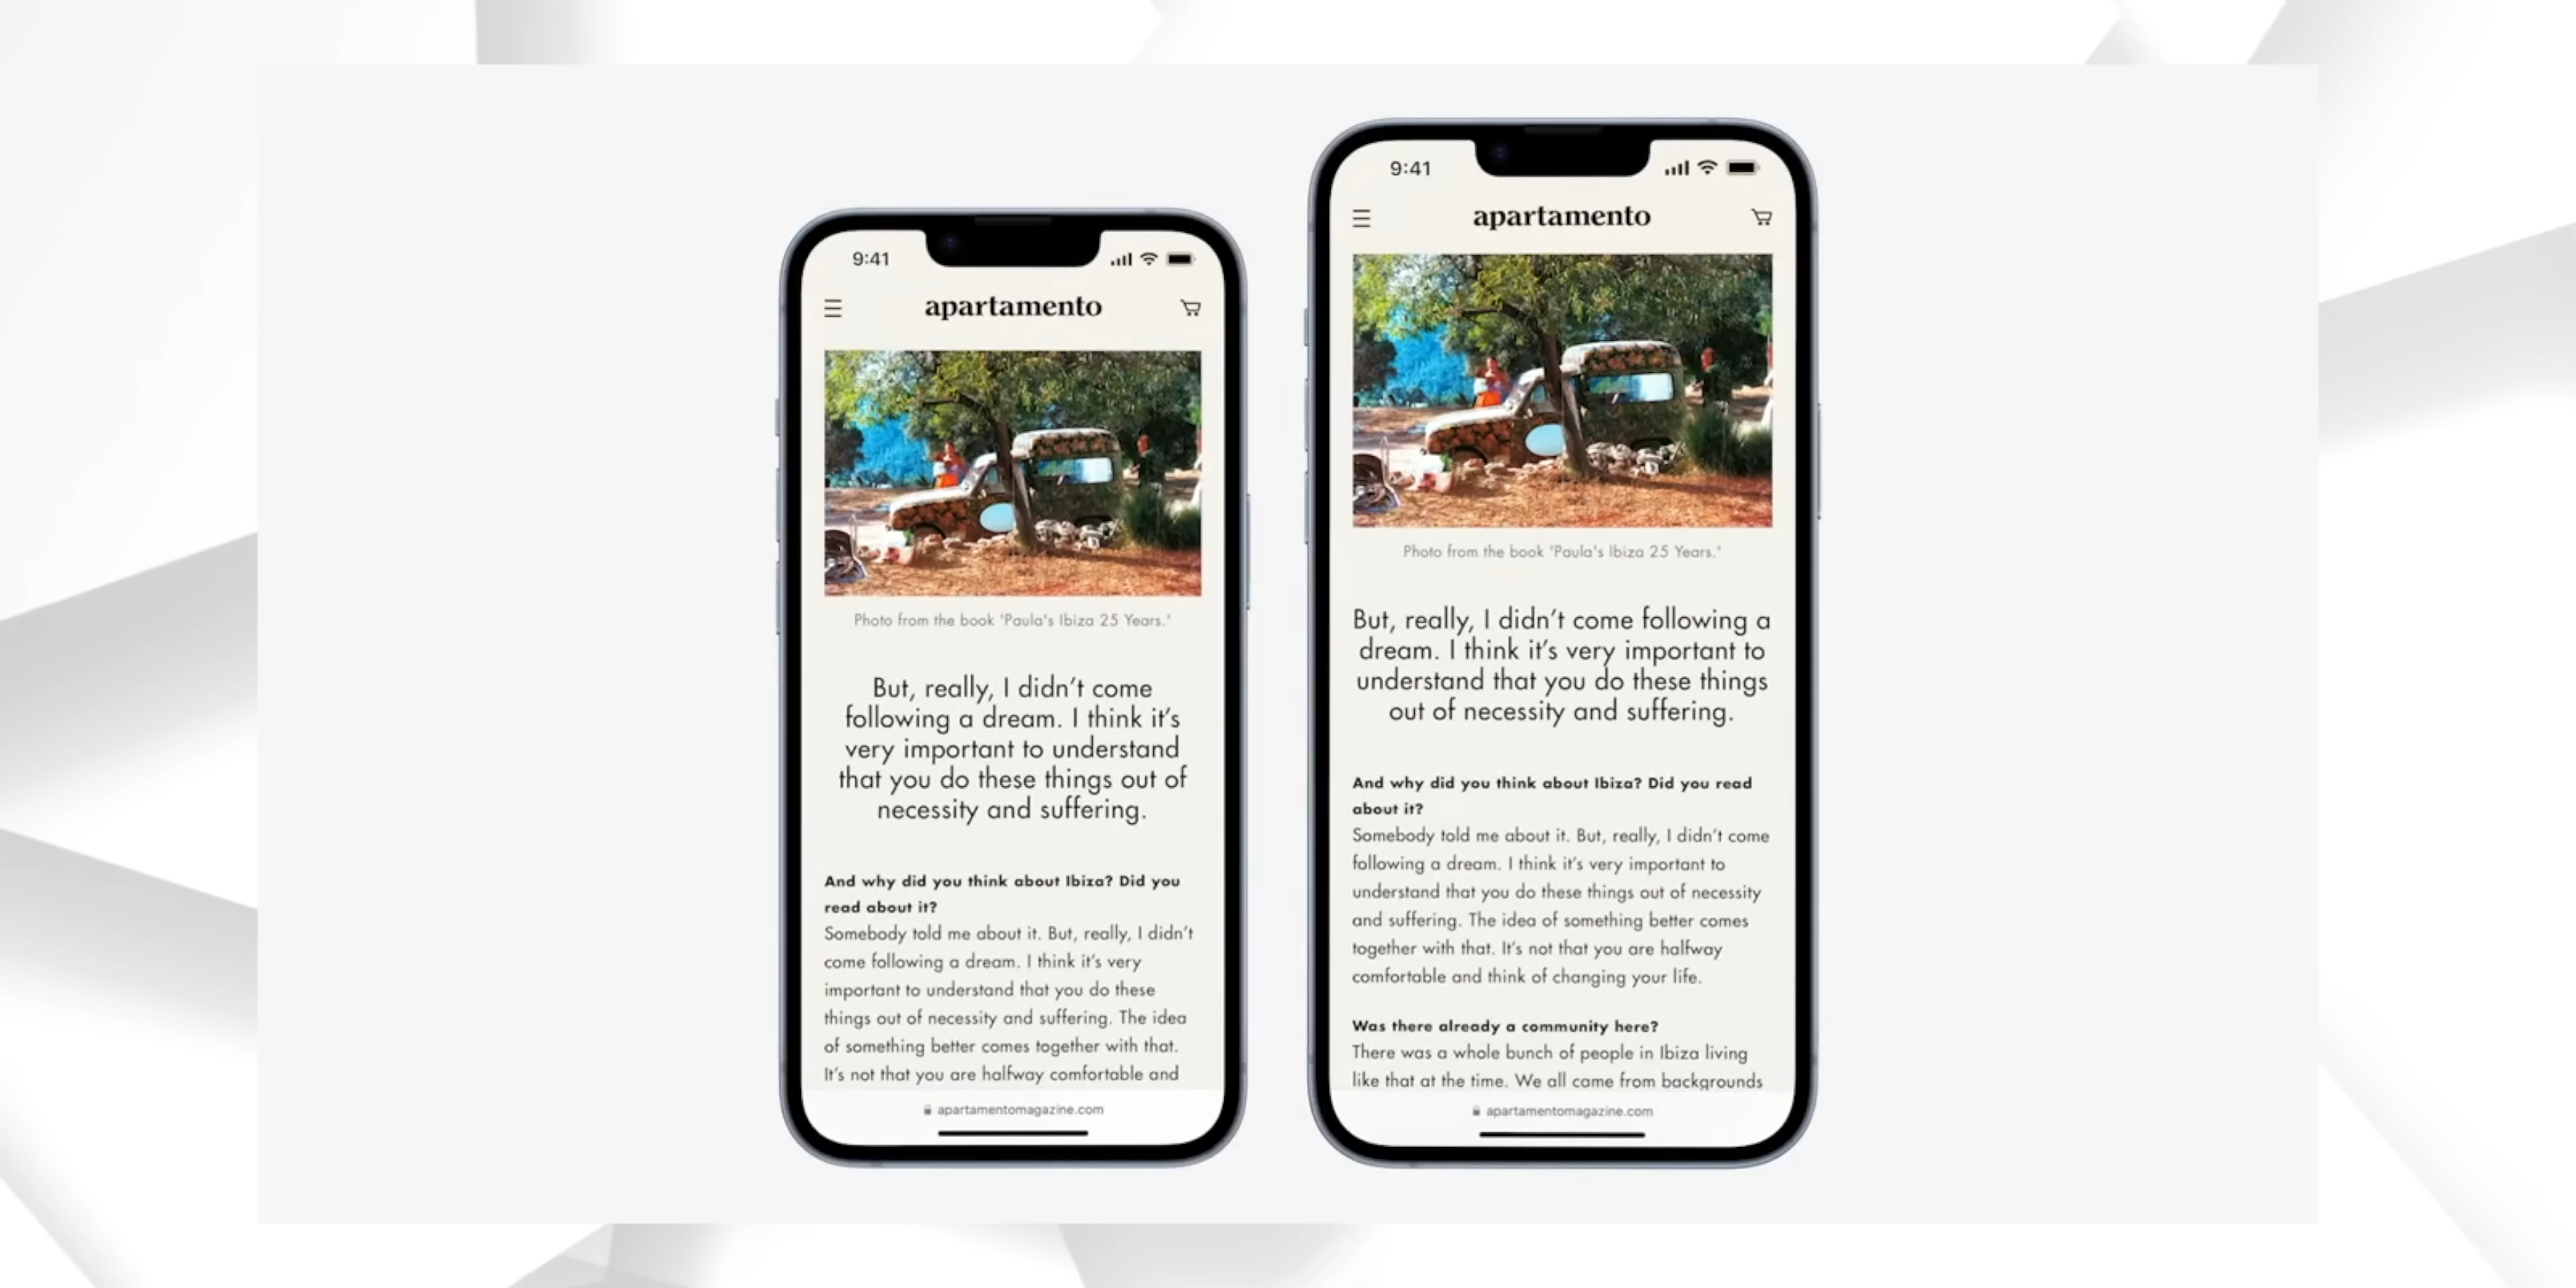 9:41
apartamento
Photo from the book 'Paula's Ibiza 25 Years.'
But, really, I didn't come
following a dream. I think it's
very important to understand
that you do these things out of
necessity and suffering.
And why did you think about Ibiza? Did you
read about it?
Somebody told me about it. But, really, I didn't
come following a dream. I think it's very
important to understand that you do these
things out of necessity and suffering. The idea
of something better comes together with that.
It's not that you are halfway comfortable and
apartamentomagazine.com
9:41
apartamento
Photo from the book 'Paula's Ibiza 25 Years.'
But, really, I didn't come following a
dream. I think it's very important to
understand that you do these things
out of necessity and suffering.
And why did you think about Ibiza? Did you read
about it?
Somebody told me about it. But, really, I didn't come
following a dream. I think it's very important to
understand that you do these things out of necessity
and suffering. The idea of something better comes
together with that. It's not that you are halfway
comfortable and think of changing your life.
Was there already a community here?
There was a whole bunch of people in Ibiza living
like that at the time. We all came from backgrounds
apartamentomagazine.com